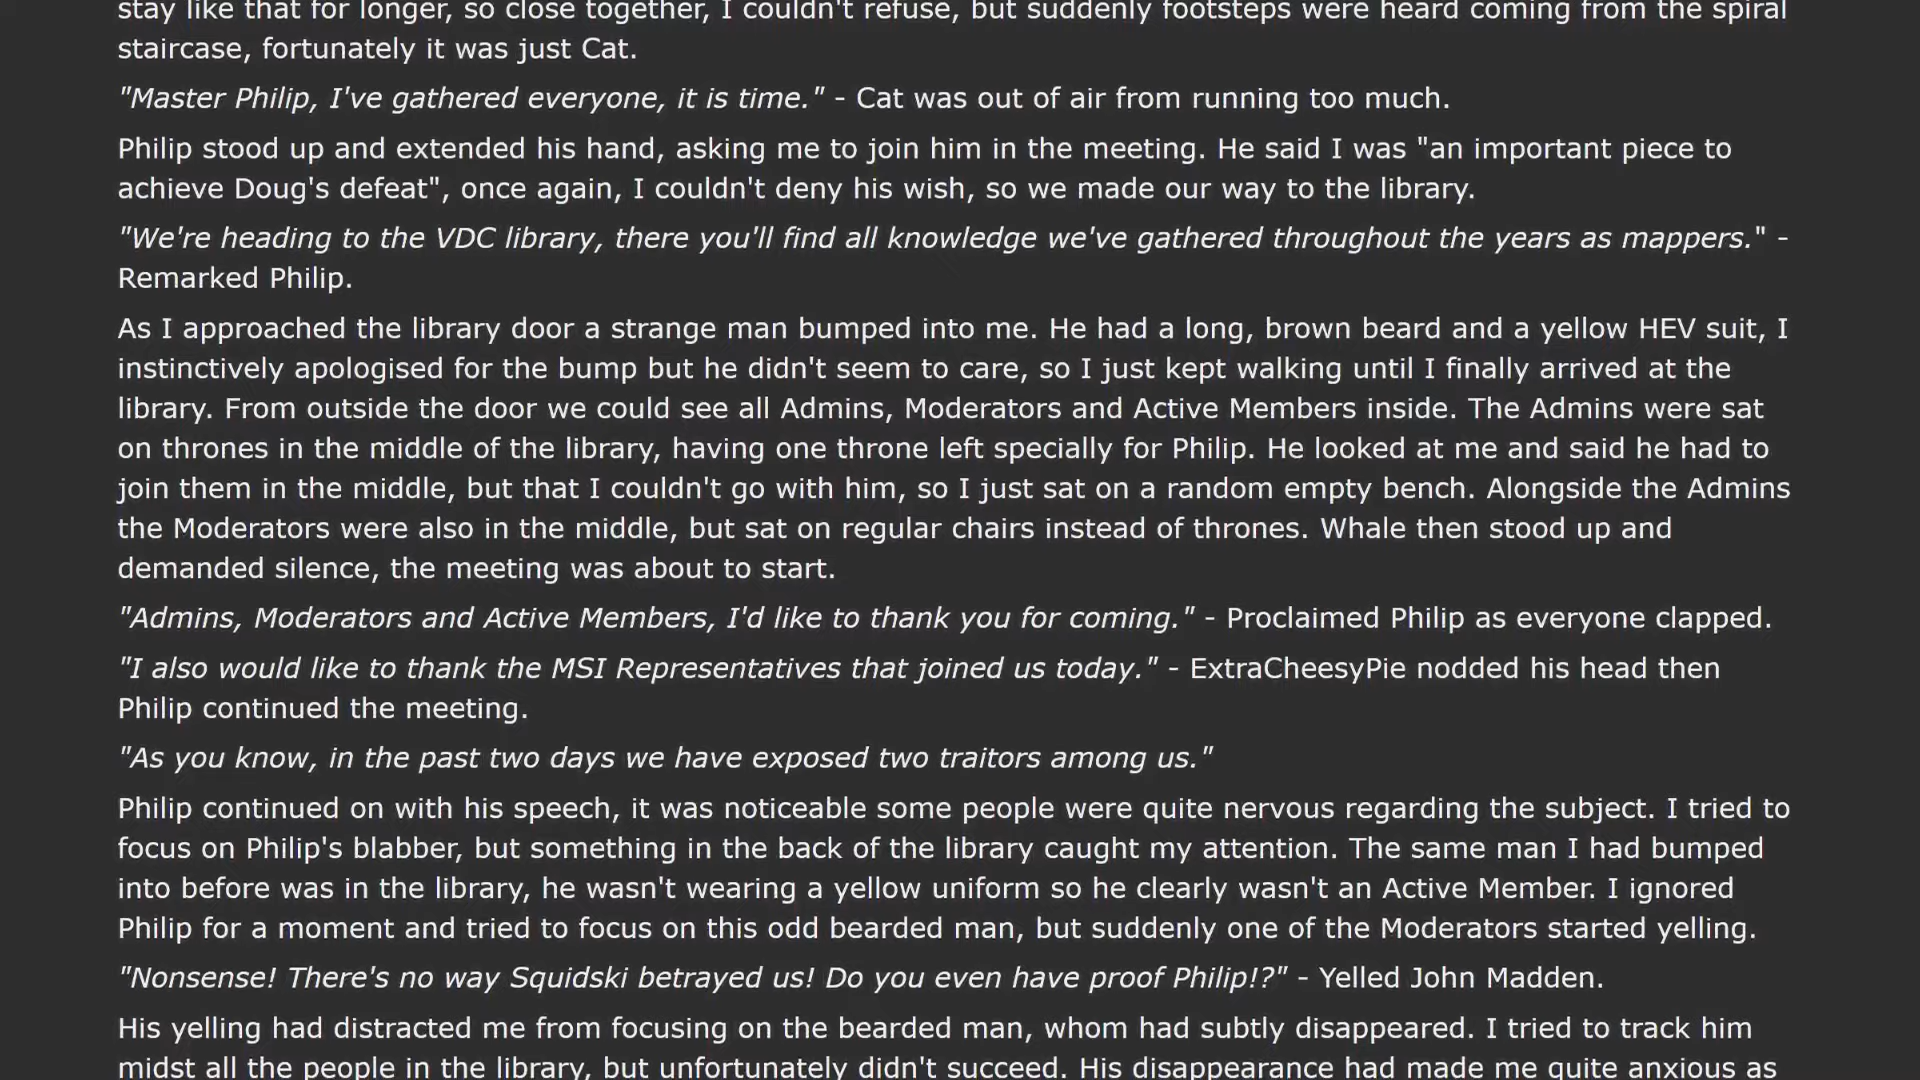 stay like that for longer, so close together, I couldn't refuse, but suddenly footsteps were heard coming from the spiral
staircase, fortunately it was just Cat.
"Master Philip, I've gathered everyone, it is time." - Cat was out of air from running too much.
Philip stood up and extended his hand, asking me to join him in the meeting. He said I was "an important piece to
achieve Doug's defeat", once again, I couldn't deny his wish, so we made our way to the library.
"We're heading to the VDC library, there you'll find all knowledge we've gathered throughout the years as mappers." -
Remarked Philip.
As I approached the library door a strange man bumped into me. He had a long, brown beard and a yellow HEV suit, I
instinctively apologised for the bump but he didn't seem to care, so I just kept walking until I finally arrived at the
library. From outside the door we could see all Admins, Moderators and Active Members inside. The Admins were sat
on thrones in the middle of the library, having one throne left specially for Philip. He looked at me and said he had to
join them in the middle, but that I couldn't go with him, so I just sat on a random empty bench. Alongside the Admins
the Moderators were also in the middle, but sat on regular chairs instead of thrones. Whale then stood up and
demanded silence, the meeting was about to start.
"Admins, Moderators and Active Members, I'd like to thank you for coming." - Proclaimed Philip as everyone clapped.
"I also would like to thank the MSI Representatives that joined us today." - ExtraCheesyPie nodded his head then
Philip continued the meeting.
"As you know, in the past two days we have exposed two traitors among us."
Philip continued on with his speech, it was noticeable some people were quite nervous regarding the subject. I tried to
focus on Philip's blabber, but something in the back of the library caught my attention. The same man I had bumped
into before was in the library, he wasn't wearing a yellow uniform so he clearly wasn't an Active Member. I ignored
Philip for a moment and tried to focus on this odd bearded man, but suddenly one of the Moderators started yelling.
"Nonsense! There's no way Squidski betrayed us! Do you even have proof Philip!?" - Yelled John Madden.
His yelling had distracted me from focusing on the bearded man, whom had subtly disappeared. I tried to track him
midst all the people in the library, but unfortunately didn't succeed. His disappearance had made me quite anxious as